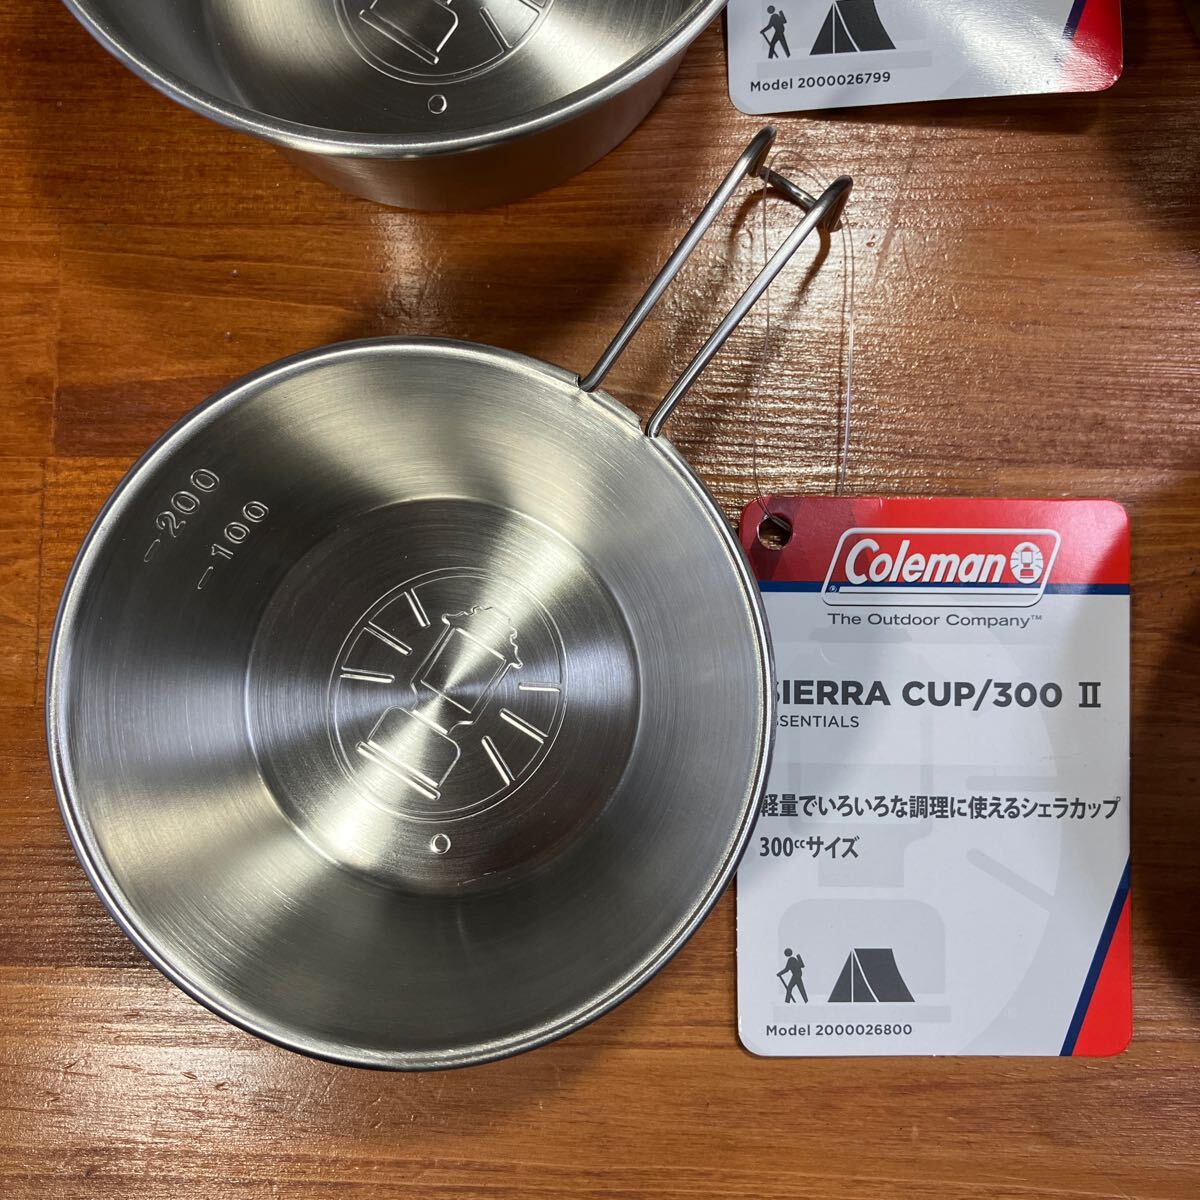 Model 2000026799
-200
-100
Coleman
The Outdoor Company™
SIERRA CUP/300 II
ESSENTIALS
軽量でいろいろな調理に使えるシェラカップ
300ccサイズ
Model 2000026800